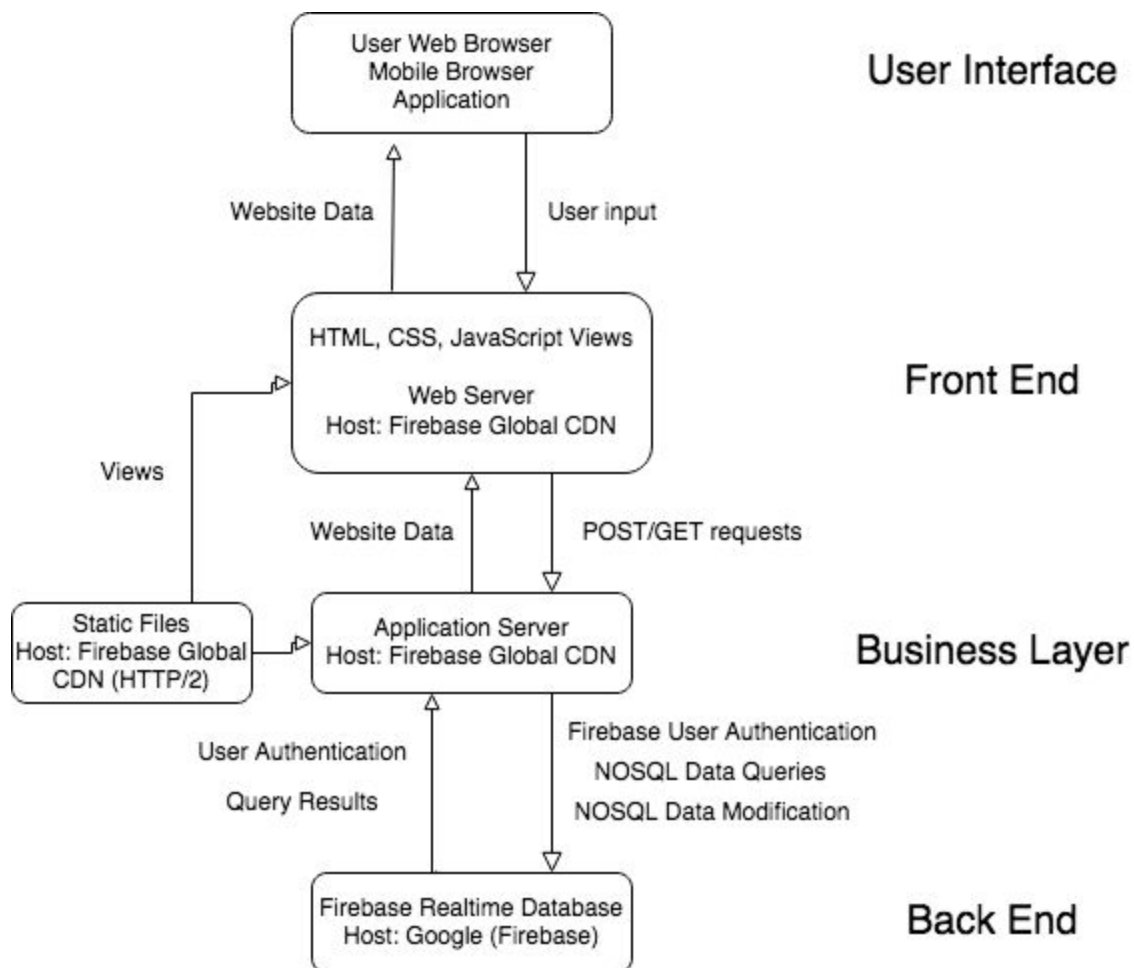 User Web Browser
Mobile Browser
Application
User Interface
Website Data
User input
HTML, CSS, JavaScript Views
Web Server
Host: Firebase Global CDN
Front End
Views
Website Data
POST/GET requests
Static Files
Host: Firebase Global
CDN (HTTP/2)
Application Server
Host: Firebase Global CDN
Business Layer
User Authentication
Query Results
Firebase User Authentication
NOSQL Data Queries
NOSQL Data Modification
Firebase Realtime Database
Host: Google (Firebase)
Back End